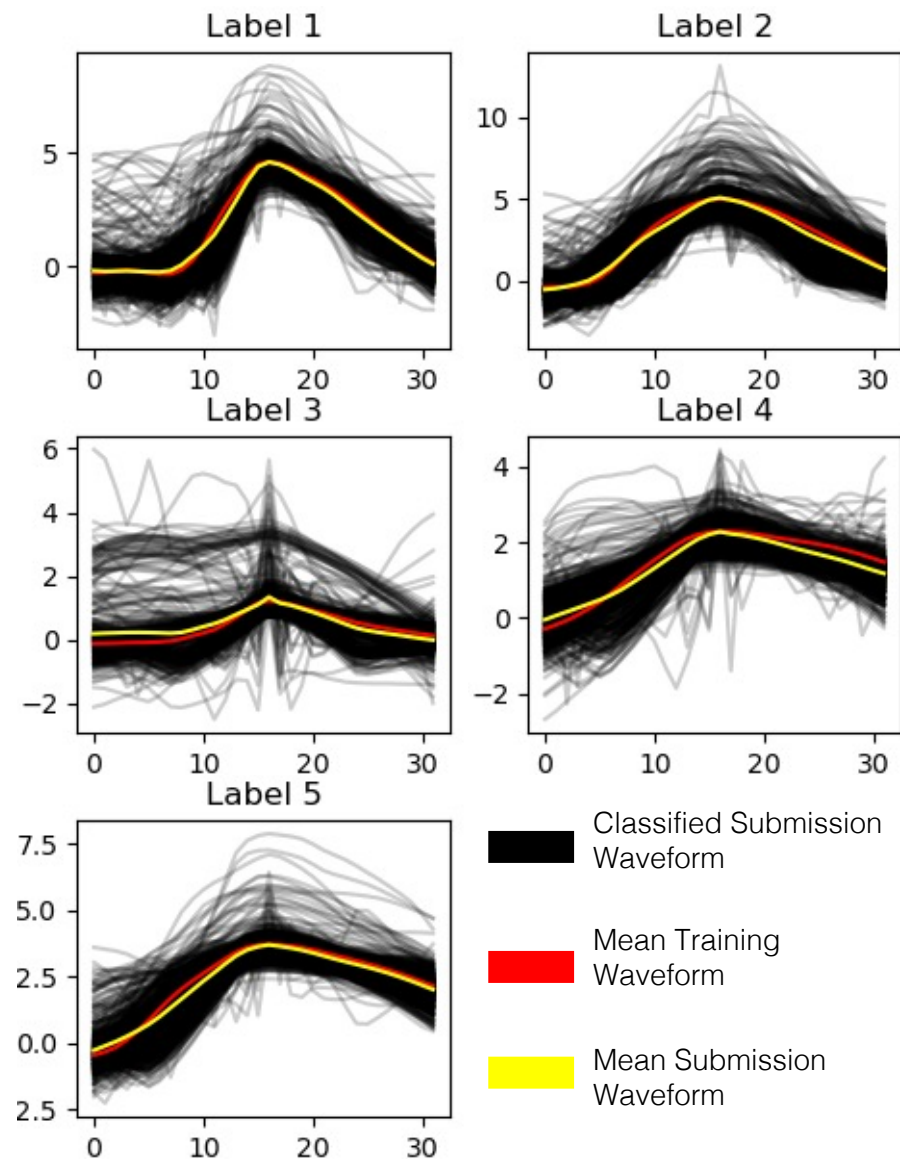 Label 1
Label 2
5
0
10
5
0
0 10 20 30
0 10 20 30
Label 3
Label 4
6
4
2
0
−2
4
2
0
−2
0 10 20 30
0 10 20 30
Label 5
7.5
5.0
2.5
0.0
2.5
0 10 20 30
Classified Submission
Waveform
Mean Training
Waveform
Mean Submission
Waveform